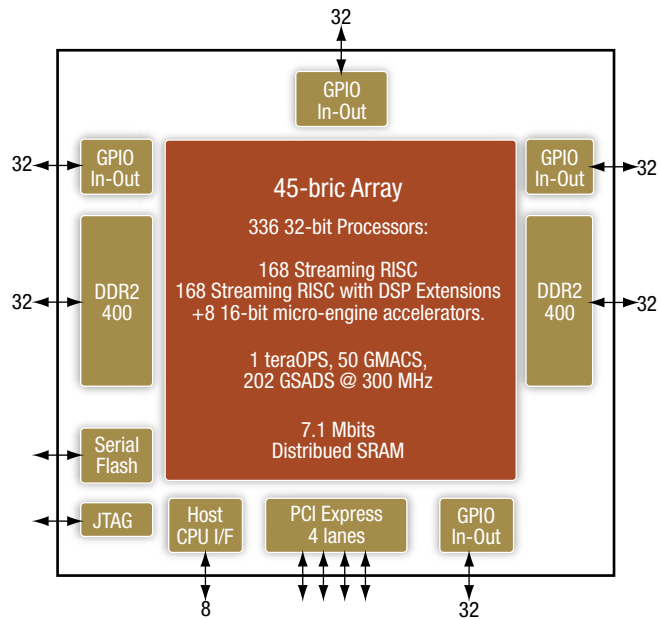 32
GPIO
In-Out
32
GPIO
In-Out
GPIO
In-Out
32
45-bric Array
336 32-bit Processors:
168 Streaming RISC
168 Streaming RISC with DSP Extensions
+8 16-bit micro-engine accelerators.
1 teraOPS, 50 GMACS,
202 GSADS @ 300 MHz
7.1 Mbits
Distribued SRAM
32
DDR2
400
DDR2
400
32
Serial
Flash
JTAG
Host
CPU I/F
PCI Express
4 lanes
GPIO
In-Out
8
32